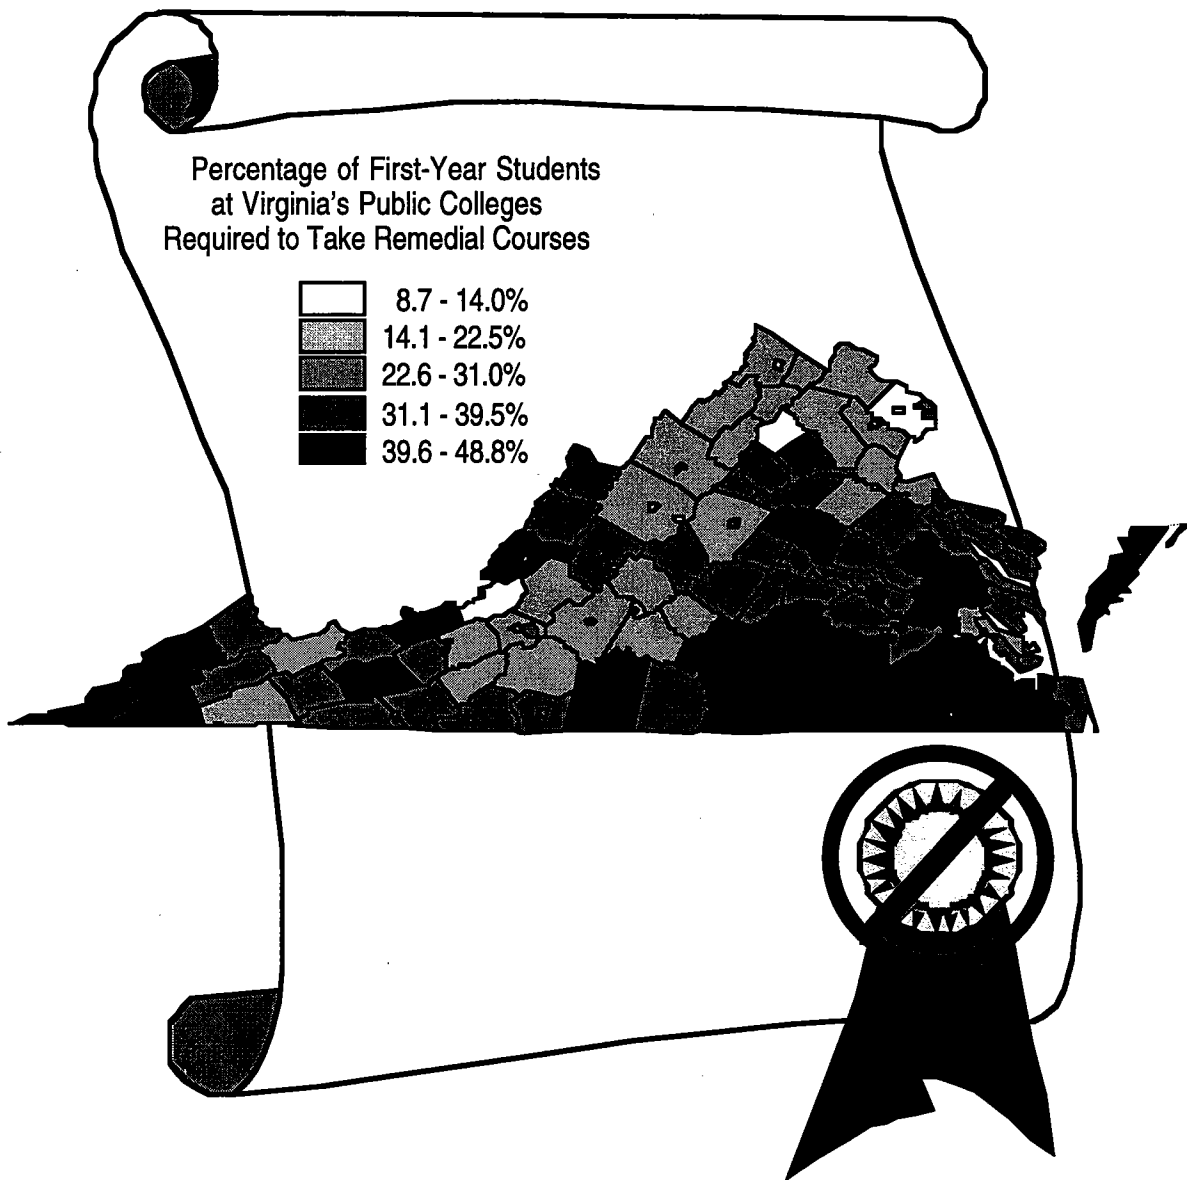 Percentage of First-Year Students
at Virginia's Public Colleges
Required to Take Remedial Courses
8.7 - 14.0%
14.1 - 22.5%
22.6 - 31.0%
31.1 - 39.5%
39.6 - 48.8%